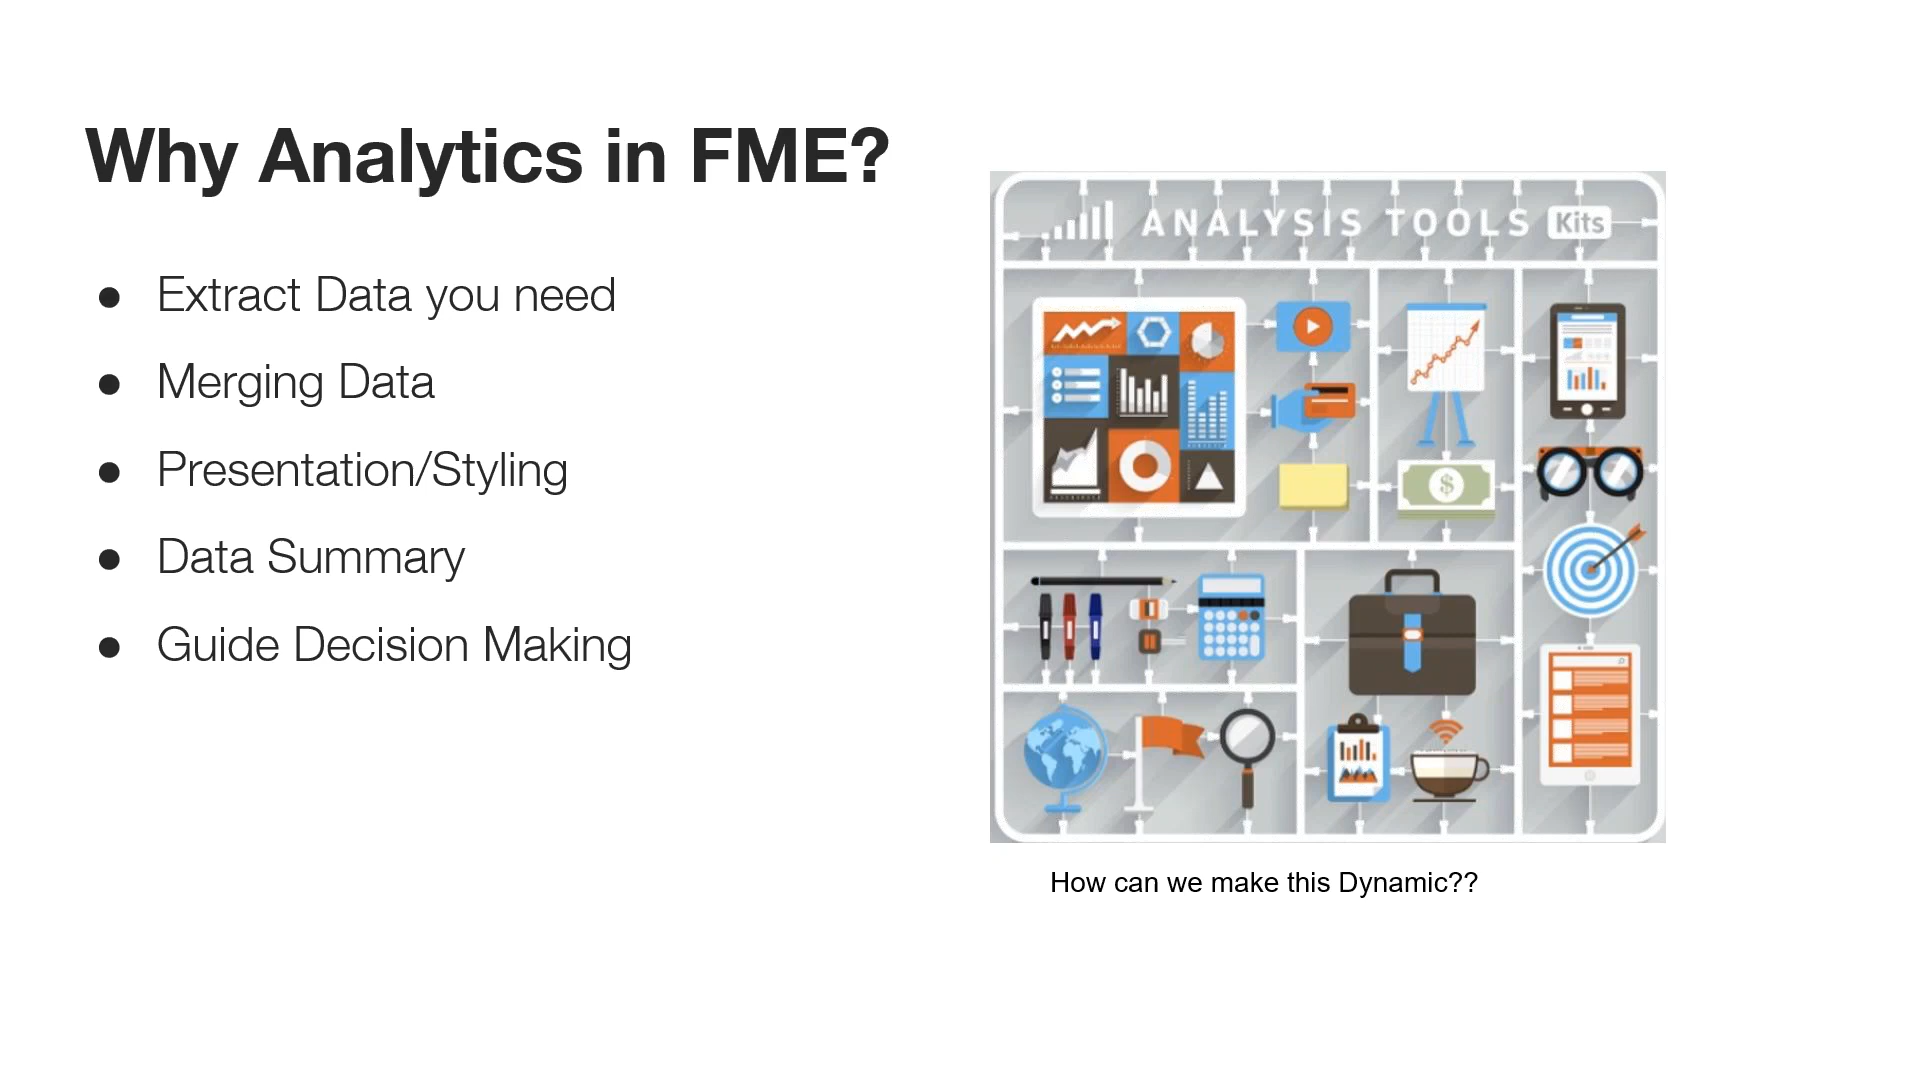 Why Analytics in FME?
● Extract Data you need
● Merging Data
● Presentation/Styling
● Data Summary
● Guide Decision Making
ANALYSIS TOOLS Kits
$
How can we make this Dynamic??